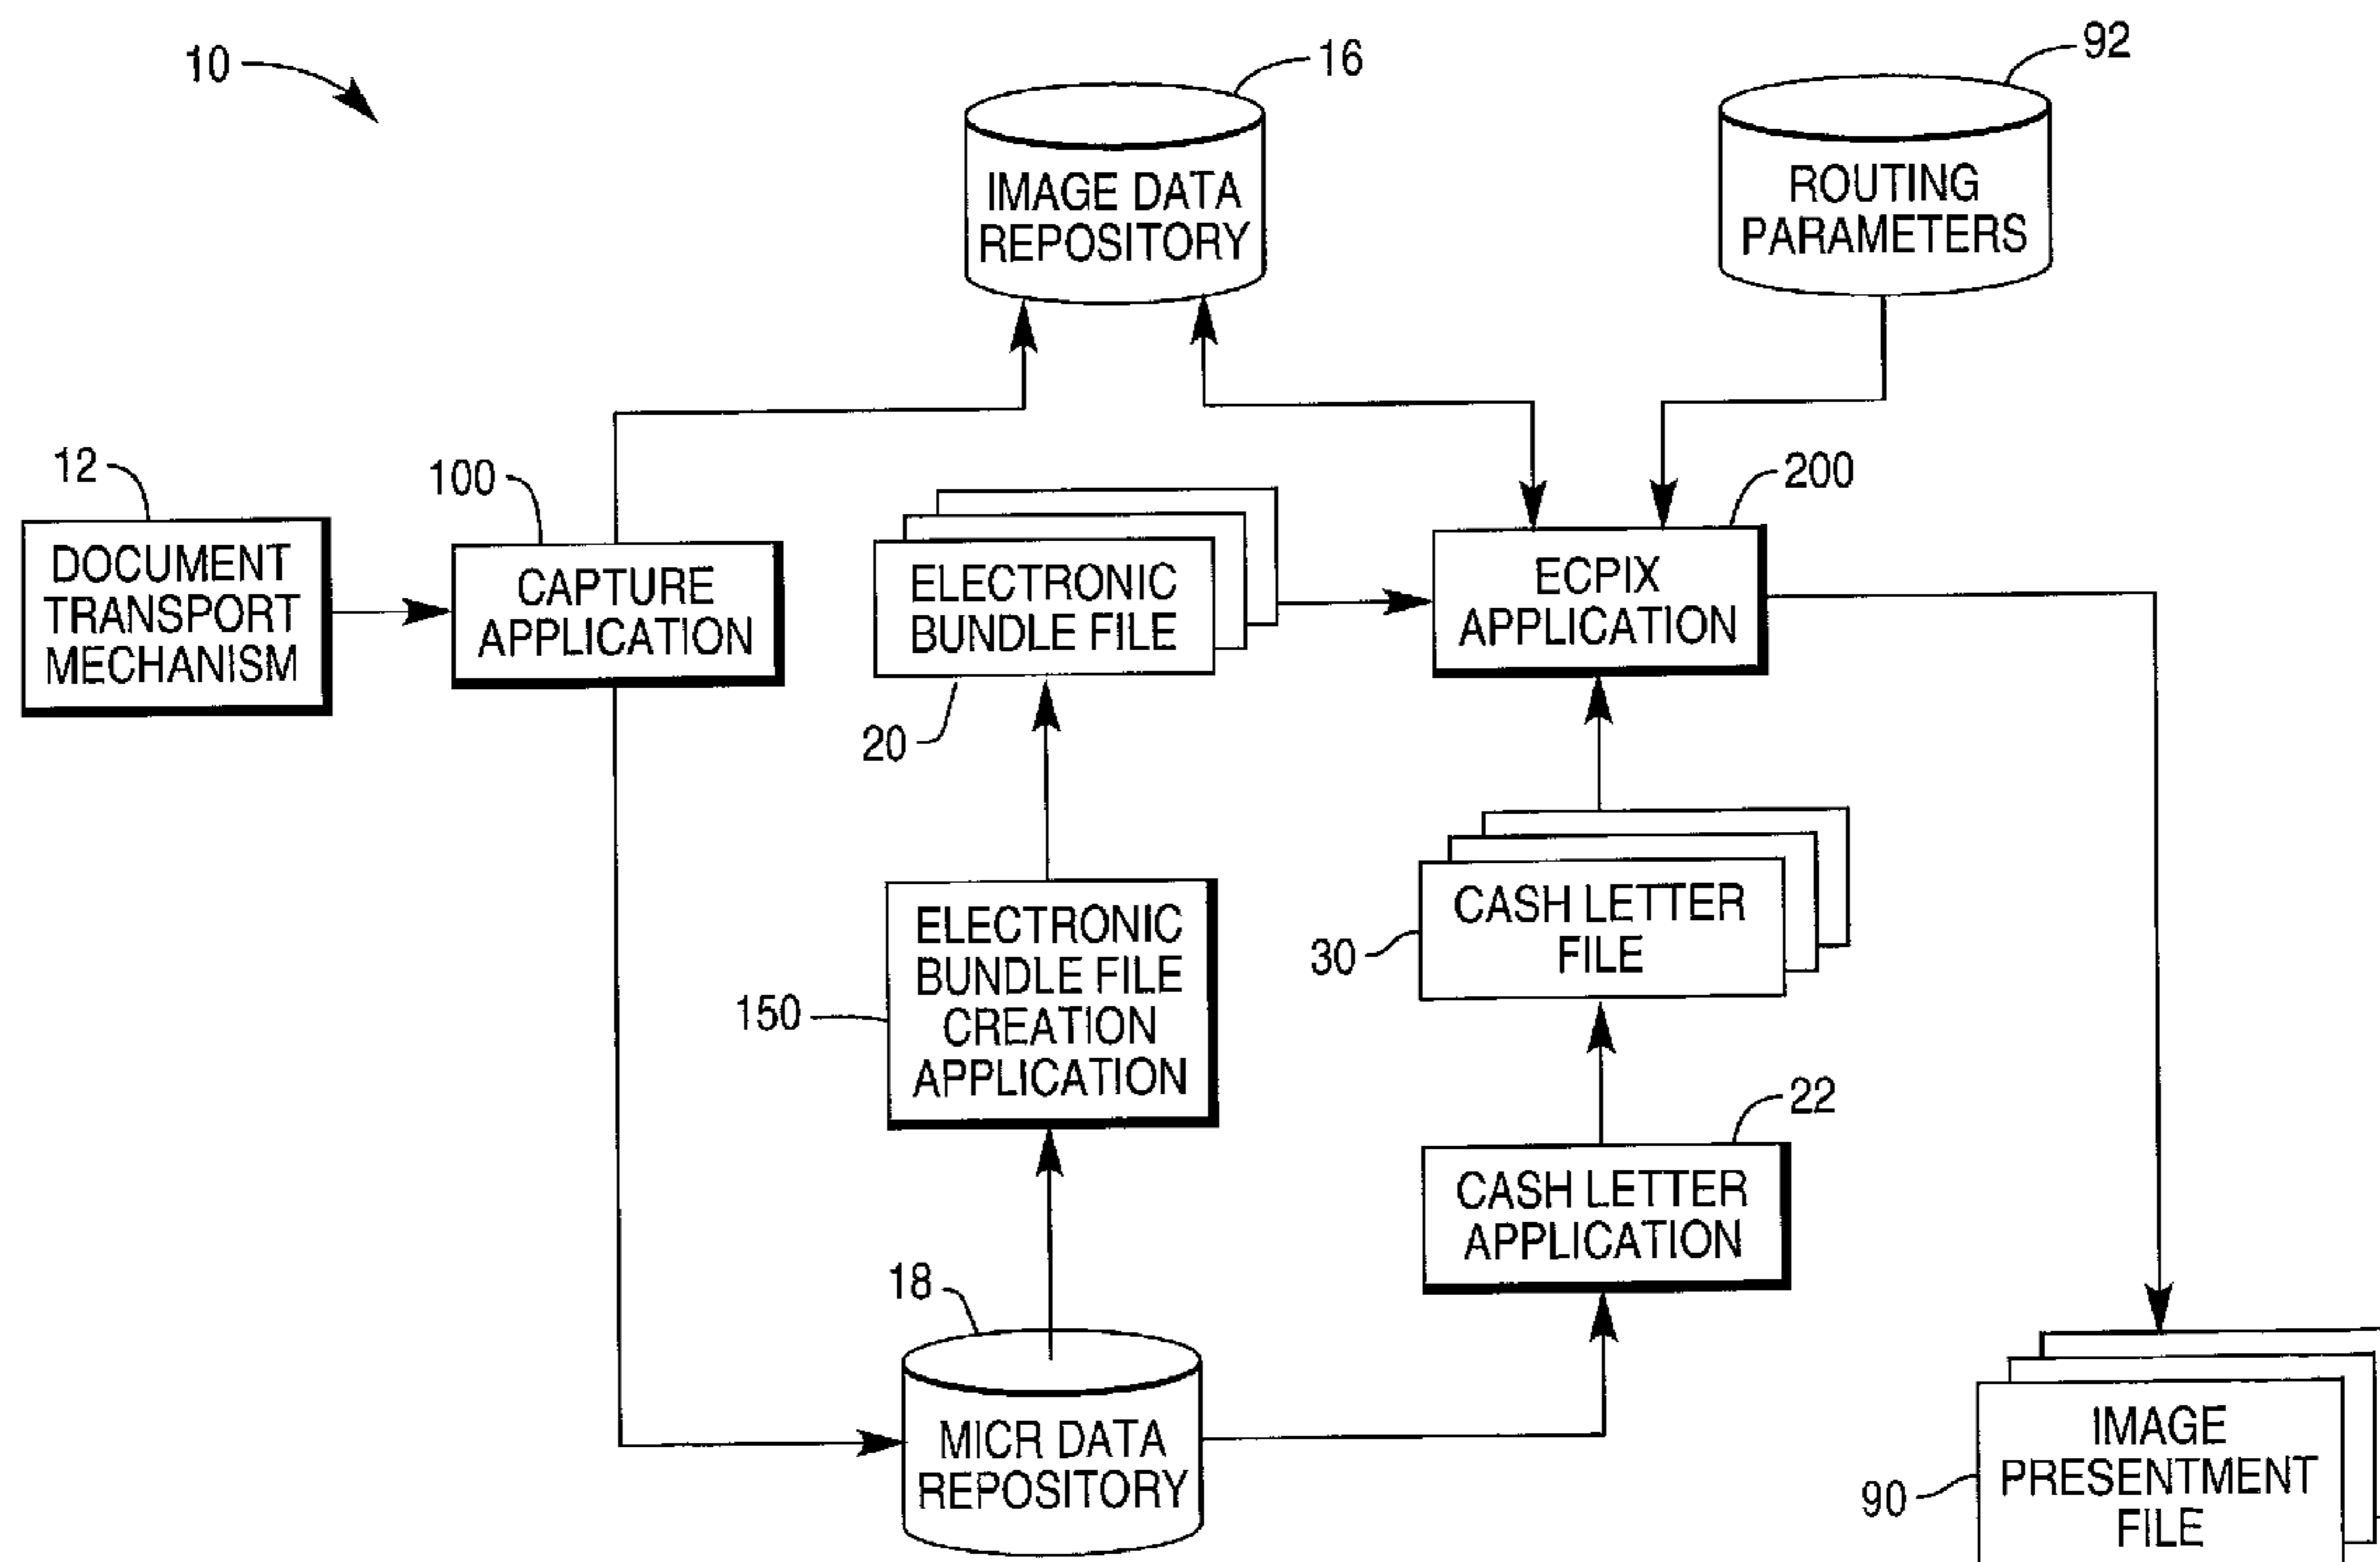 10
16
92
IMAGE DATA
REPOSITORY
ROUTING
PARAMETERS
12
100
200
DOCUMENT
TRANSPORT
MECHANISM
CAPTURE
APPLICATION
ELECTRONIC
BUNDLE FILE
ECPIX
APPLICATION
20
ELECTRONIC
BUNDLE FILE
CREATION
APPLICATION
150
CASH LETTER
FILE
30
22
CASH LETTER
APPLICATION
18
MICR DATA
REPOSITORY
IMAGE
PRESENTMENT
FILE
90